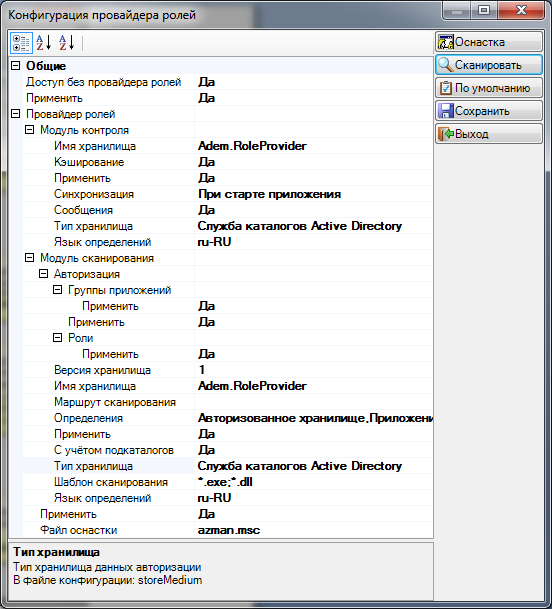 Конфигурация провайдера ролей
Оснастка
Сканировать
По умолчанию
Сохранить
Выход
Общие
Доступ без провайдера ролей Да
Применить Да
Провайдер ролей
Модуль контроля
Имя хранилища Adem.RoleProvider
Кэширование Да
Применить Да
Синхронизация При старте приложения
Сообщения Да
Тип хранилища Служба каталогов Active Directory
Язык определений ru-RU
Модуль сканирования
Авторизация
Группы приложений
Применить Да
Применить Да
Роли
Применить Да
Версия хранилища 1
Имя хранилища Adem.RoleProvider
Маршрут сканирования
Определения Авторизованное хранилище,Приложени
Применить Да
С учётом подкаталогов Да
Тип хранилища Служба каталогов Active Directory
Шаблон сканирования *.exe;*.dll
Язык определений ru-RU
Применить Да
Файл оснастки azman.msc
Тип хранилища
Тип хранилища данных авторизации
В файле конфигурации: storeMedium